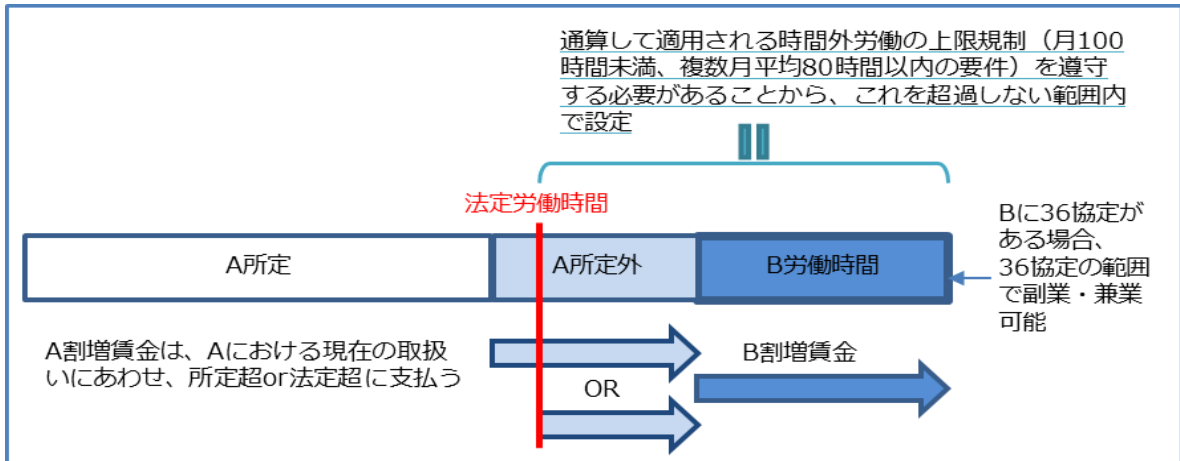 通算して適用される時間外労働の上限規制（月100
時間未満、複数月平均80時間以内の要件）を遵守
する必要があることから、これを超過しない範囲内
で設定
法定労働時間
A所定
A所定外
B労働時間
Bに36協定が
ある場合、
36協定の範囲
で副業・兼業
可能
A割増賃金は、Aにおける現在の取扱
いにあわせ、所定超or法定超に支払う
OR
B割増賃金